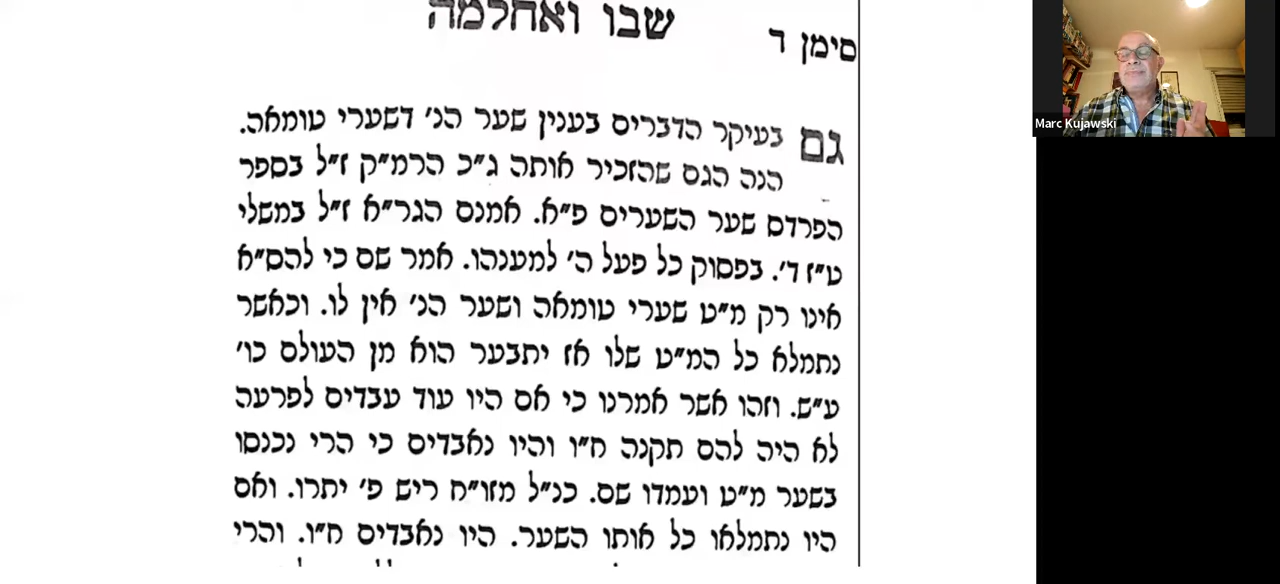 שבו ואחלמה
סימן ד
גם בעיקר הדברים בענין שער הנ׳ דשערי טומאה.
הנה הגם שהזכיר אותה ג״כ הרמ״ק ז״ל בספר
הפרדס שער השערים פ״א. אמנם הגר״א ז״ל במשלי
ט״ז ד׳. בפסוק כל פעל ה׳ למענהו. אמר שם כי להס״א
אינו רק מ״ט שערי טומאה ושער הנ׳ אין לו. וכאשר
נתמלא כל המ״ט שלו אז יתבער הוא מן העולם כו׳
ע״ש. וזהו אשר אמרנו כי אם היו עוד עבדים לפרעה
לא היה להם תקנה ח״ו והיו נאבדים כי הרי נכנסו
בשער מ״ט ועמדו שם. כנ״ל מזו״ח ריש פ׳ יתרו. ואם
היו נתמלאו כל אותו השער. היו נאבדים ח״ו. והרי
Marc Kujawski